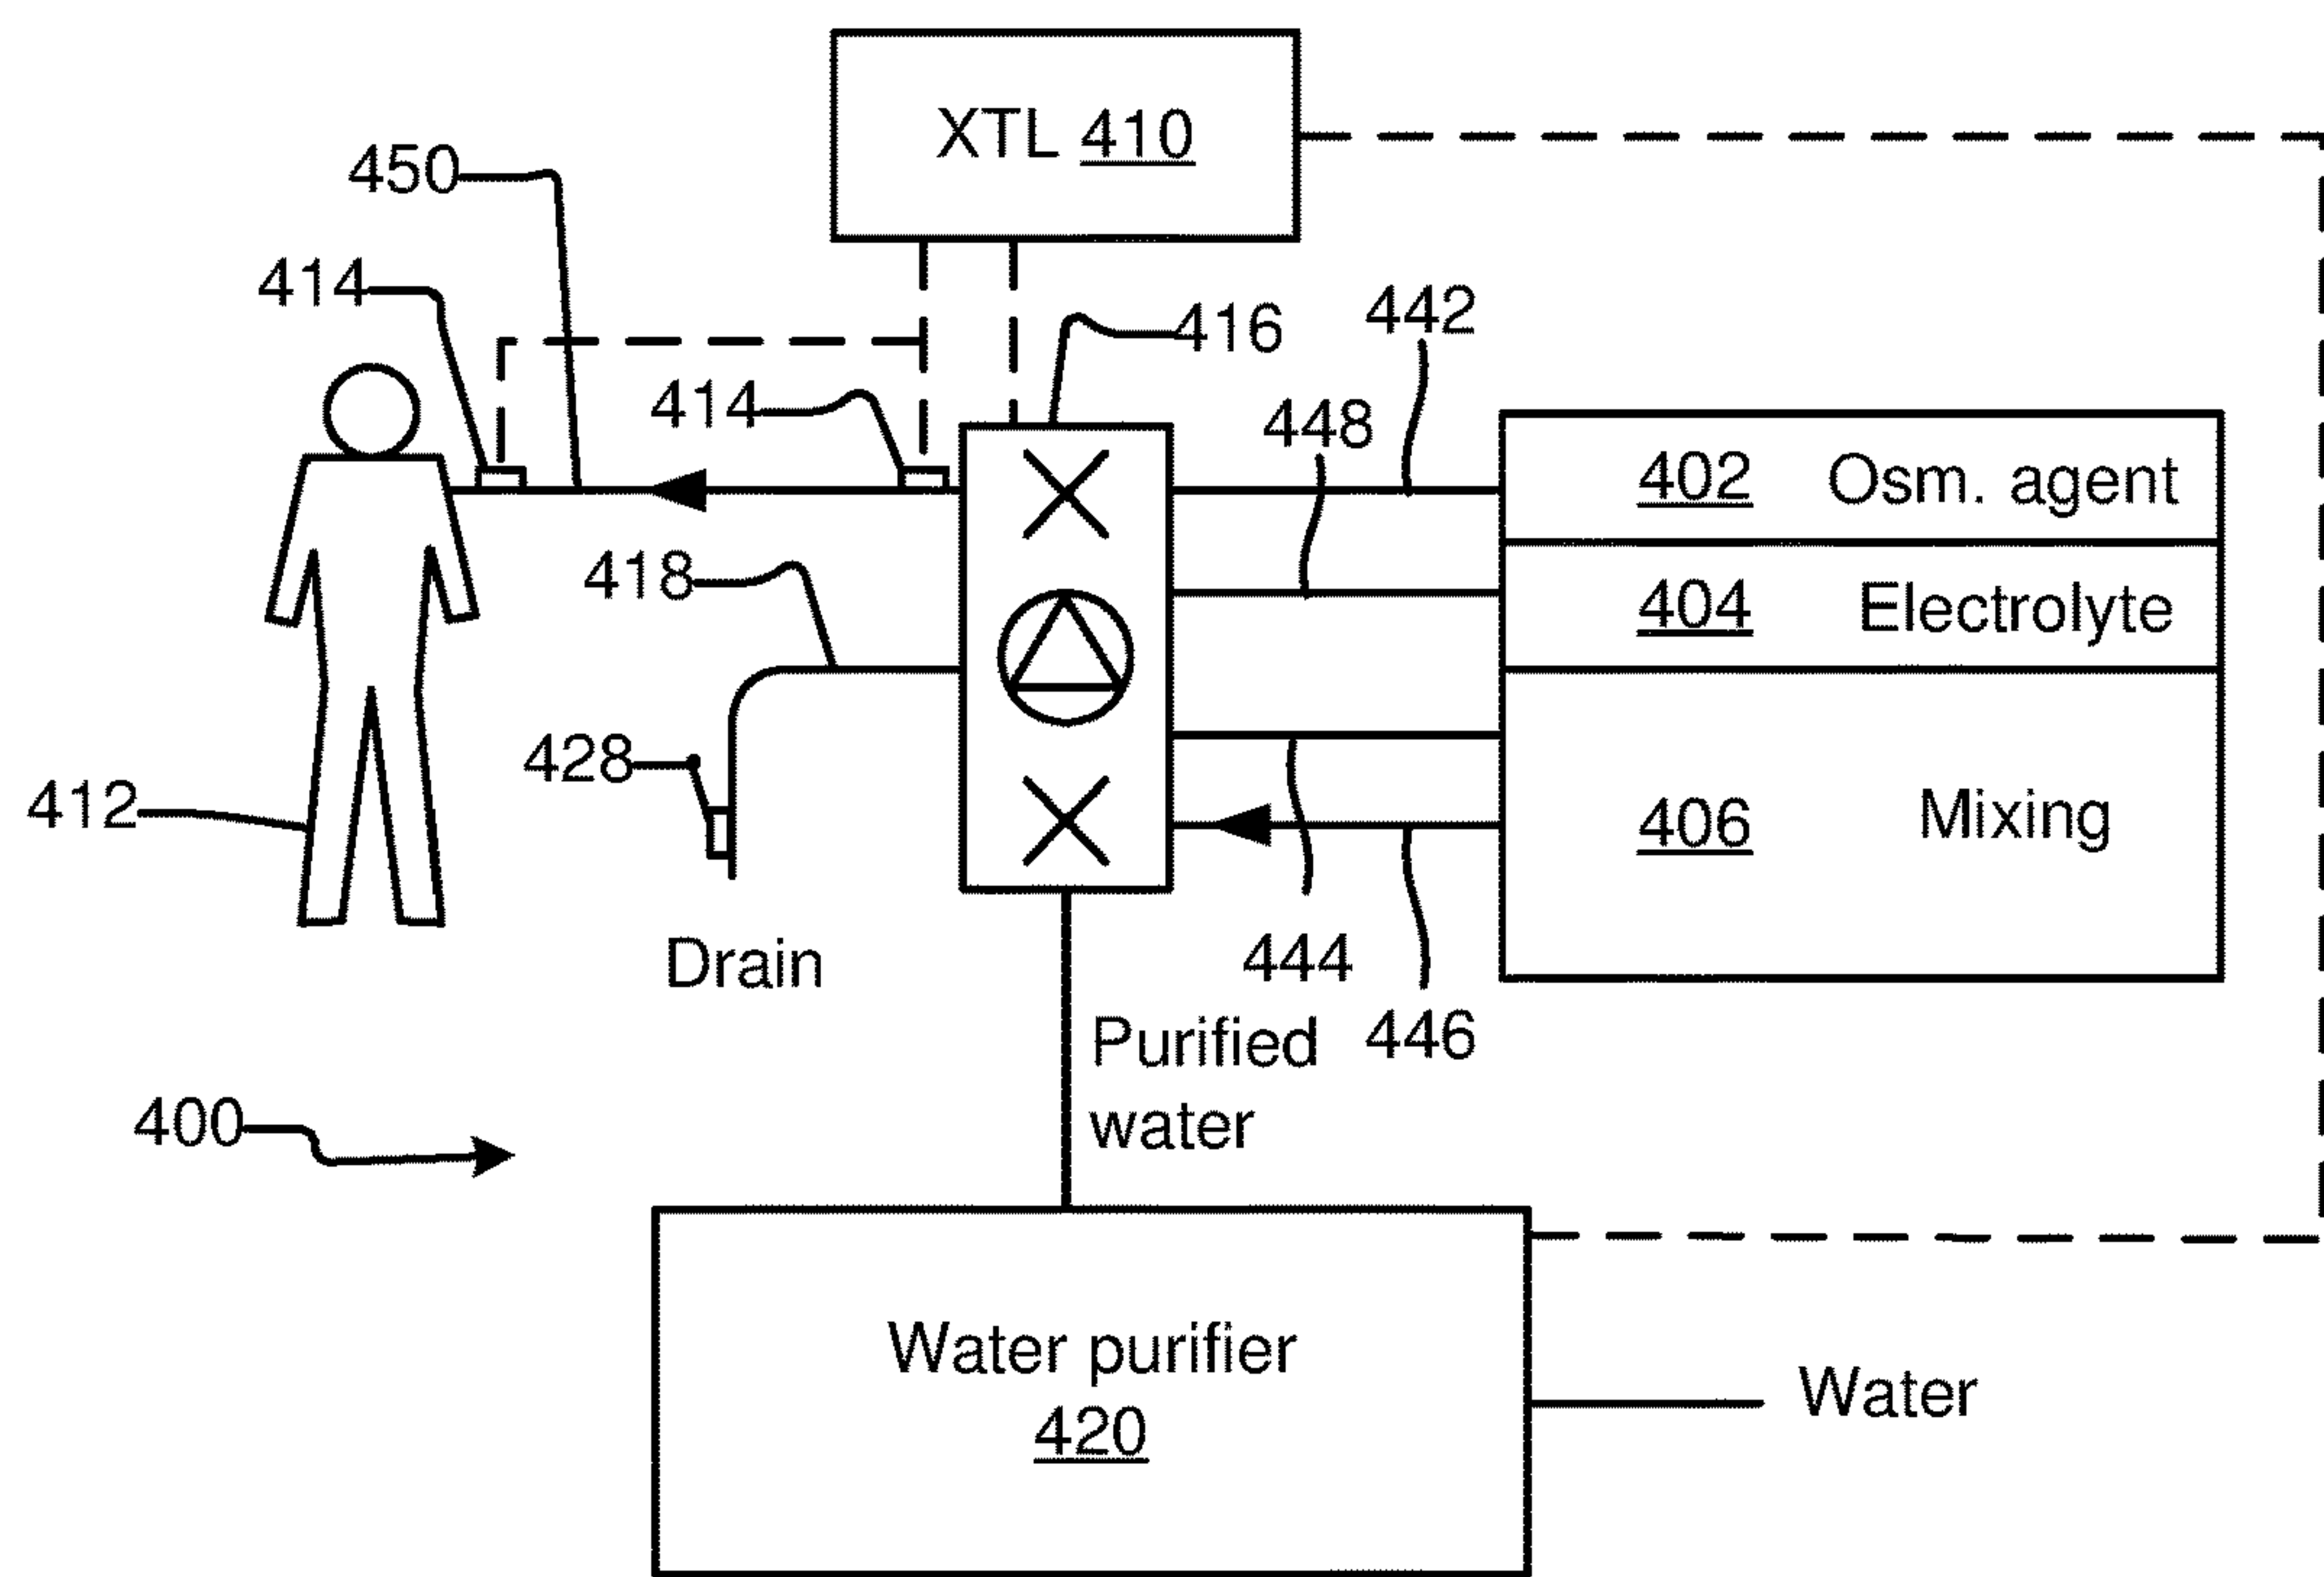 XTL 410
450
414
416
442
414
448
402 Osm. agent
418
404 Electrolyte
428
412
406 Mixing
Drain
444
Purified
water
446
400
Water purifier
420
Water